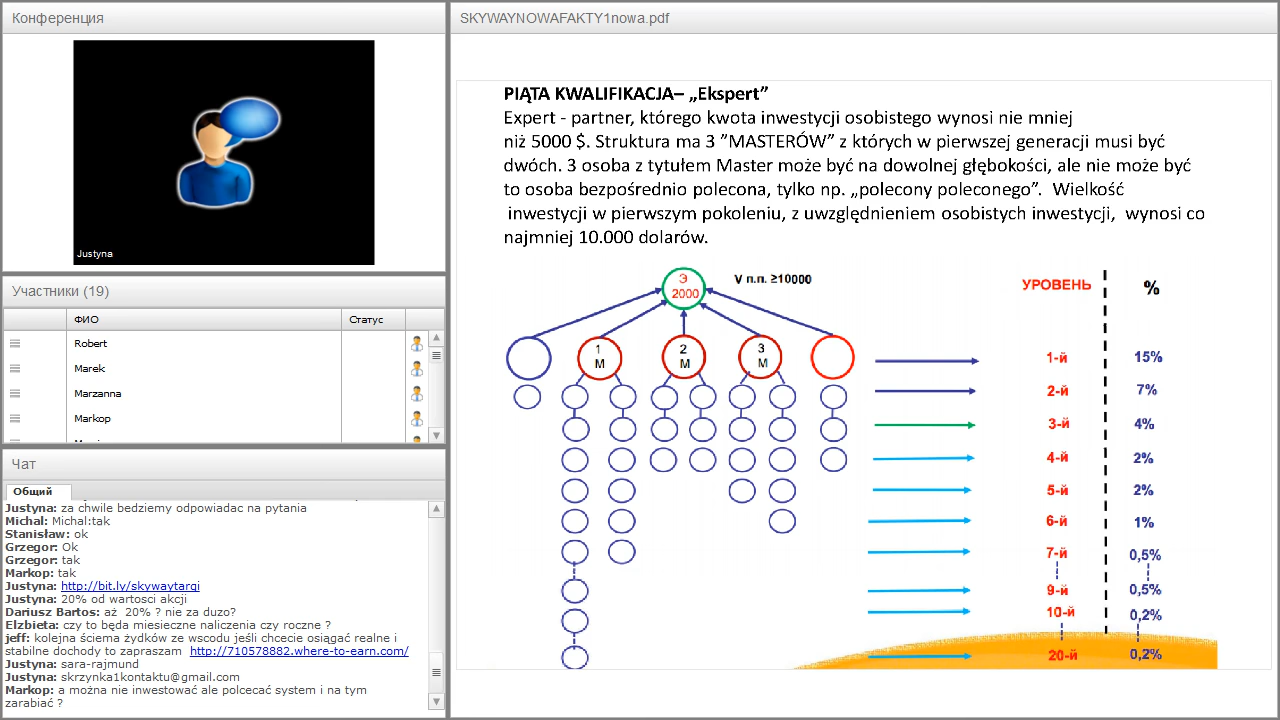 Конференция
Justyna
Участники (19)
ФИО
Статус
Robert
Marek
Marzanna
Markop
Чат
Общий
Justyna: za chwile bedziemy odpowiadac na pytania
Michal: Michal:tak
Stanisław: ok
Grzegor: Ok
Grzegor: tak
Markop: tak
Justyna: http://bit.ly/skywaytargi
Justyna: 20% od wartosci akcji
Dariusz Bartos: aż 20% ? nie za duzo?
Elzbieta: czy to będa miesieczne naliczenia czy roczne ?
jeff: kolejna ściema żydków ze wscodu jeśli chcecie osiągać realne i
stabilne dochody to zapraszam http://710578882.where-to-earn.com/
Justyna: sara-rajmund
Justyna: skrzynka1kontaktu@gmail.com
Markop: a można nie inwestować ale polcecać system i na tym
zarabiać ?
SKYWAYNOWAFAKTY1nowa.pdf
PIĄTA KWALIFIKACJA– „Ekspert”
Expert - partner, którego kwota inwestycji osobistego wynosi nie mniej
niż 5000 $. Struktura ma 3 ”MASTERÓW” z których w pierwszej generacji musi być
dwóch. 3 osoba z tytułem Master może być na dowolnej głębokości, ale nie może być
to osoba bezpośrednio polecona, tylko np. „polecony poleconego”. Wielkość
inwestycji w pierwszym pokoleniu, z uwzględnieniem osobistych inwestycji, wynosi co
najmniej 10.000 dolarów.
Э
2000
V п.п. ≥10000
УРОВЕНЬ %
1
М
2
М
3
М
1-й 15%
2-й 7%
3-й 4%
4-й 2%
5-й 2%
6-й 1%
7-й 0,5%
9-й 0,5%
10-й 0,2%
20-й 0,2%